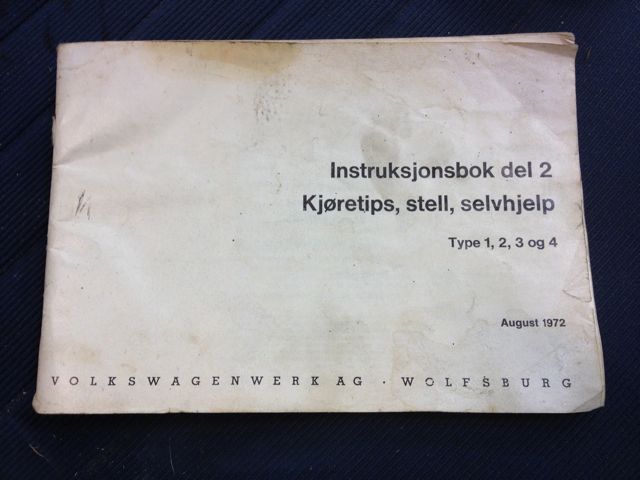 Instruksjonsbok del 2
Kjøretips, stell, selvhjelp
Type 1, 2, 3 og 4
August 1972
VOLKSWAGENWERK AG · WOLFSBURG